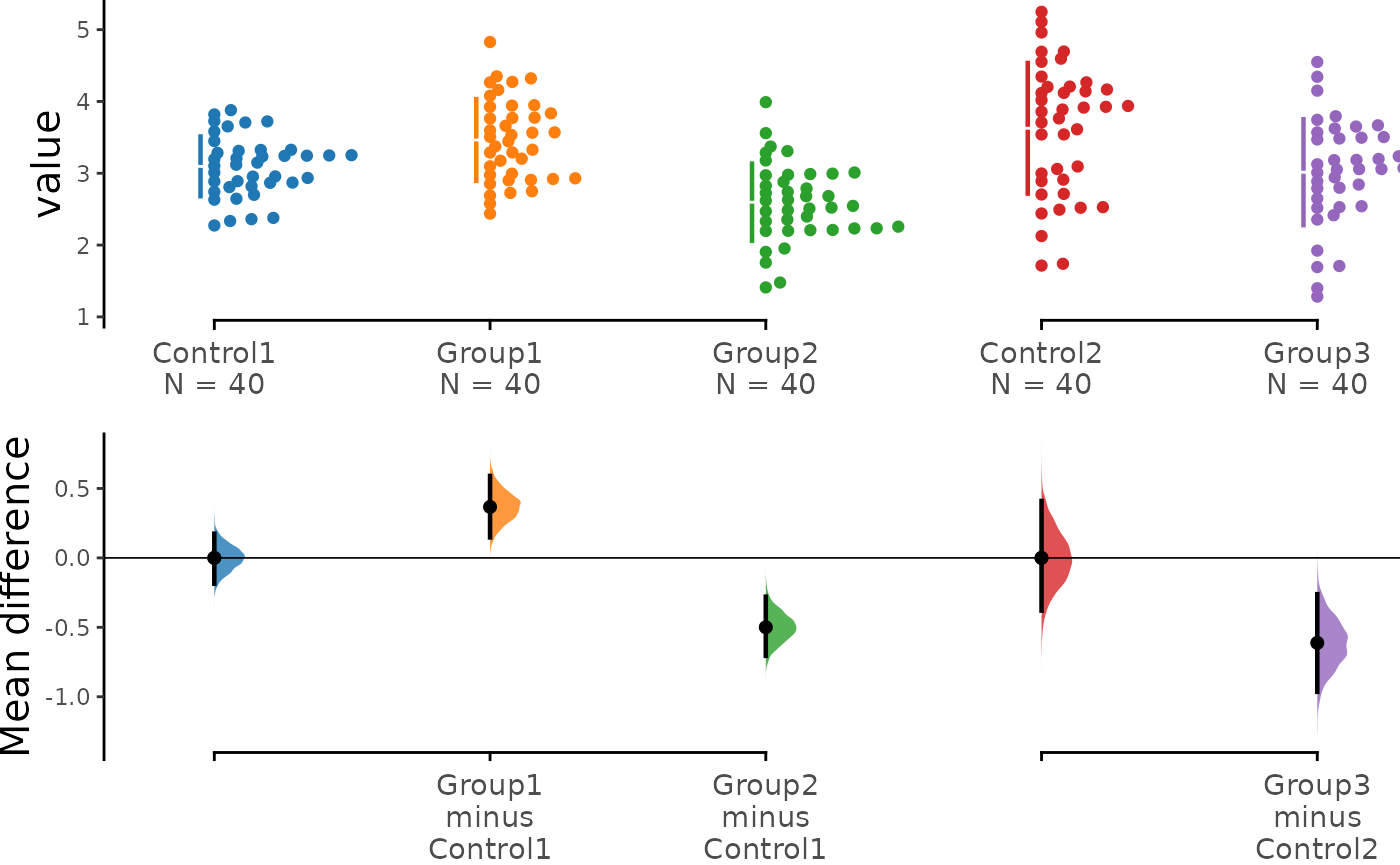 value
5
4
3
2
1
Control1
N = 40
Group1
N = 40
Group2
N = 40
Control2
N = 40
Group3
N = 40
Mean difference
0.5
0.0
-0.5
-1.0
Group1
minus
Control1
Group2
minus
Control1
Group3
minus
Control2